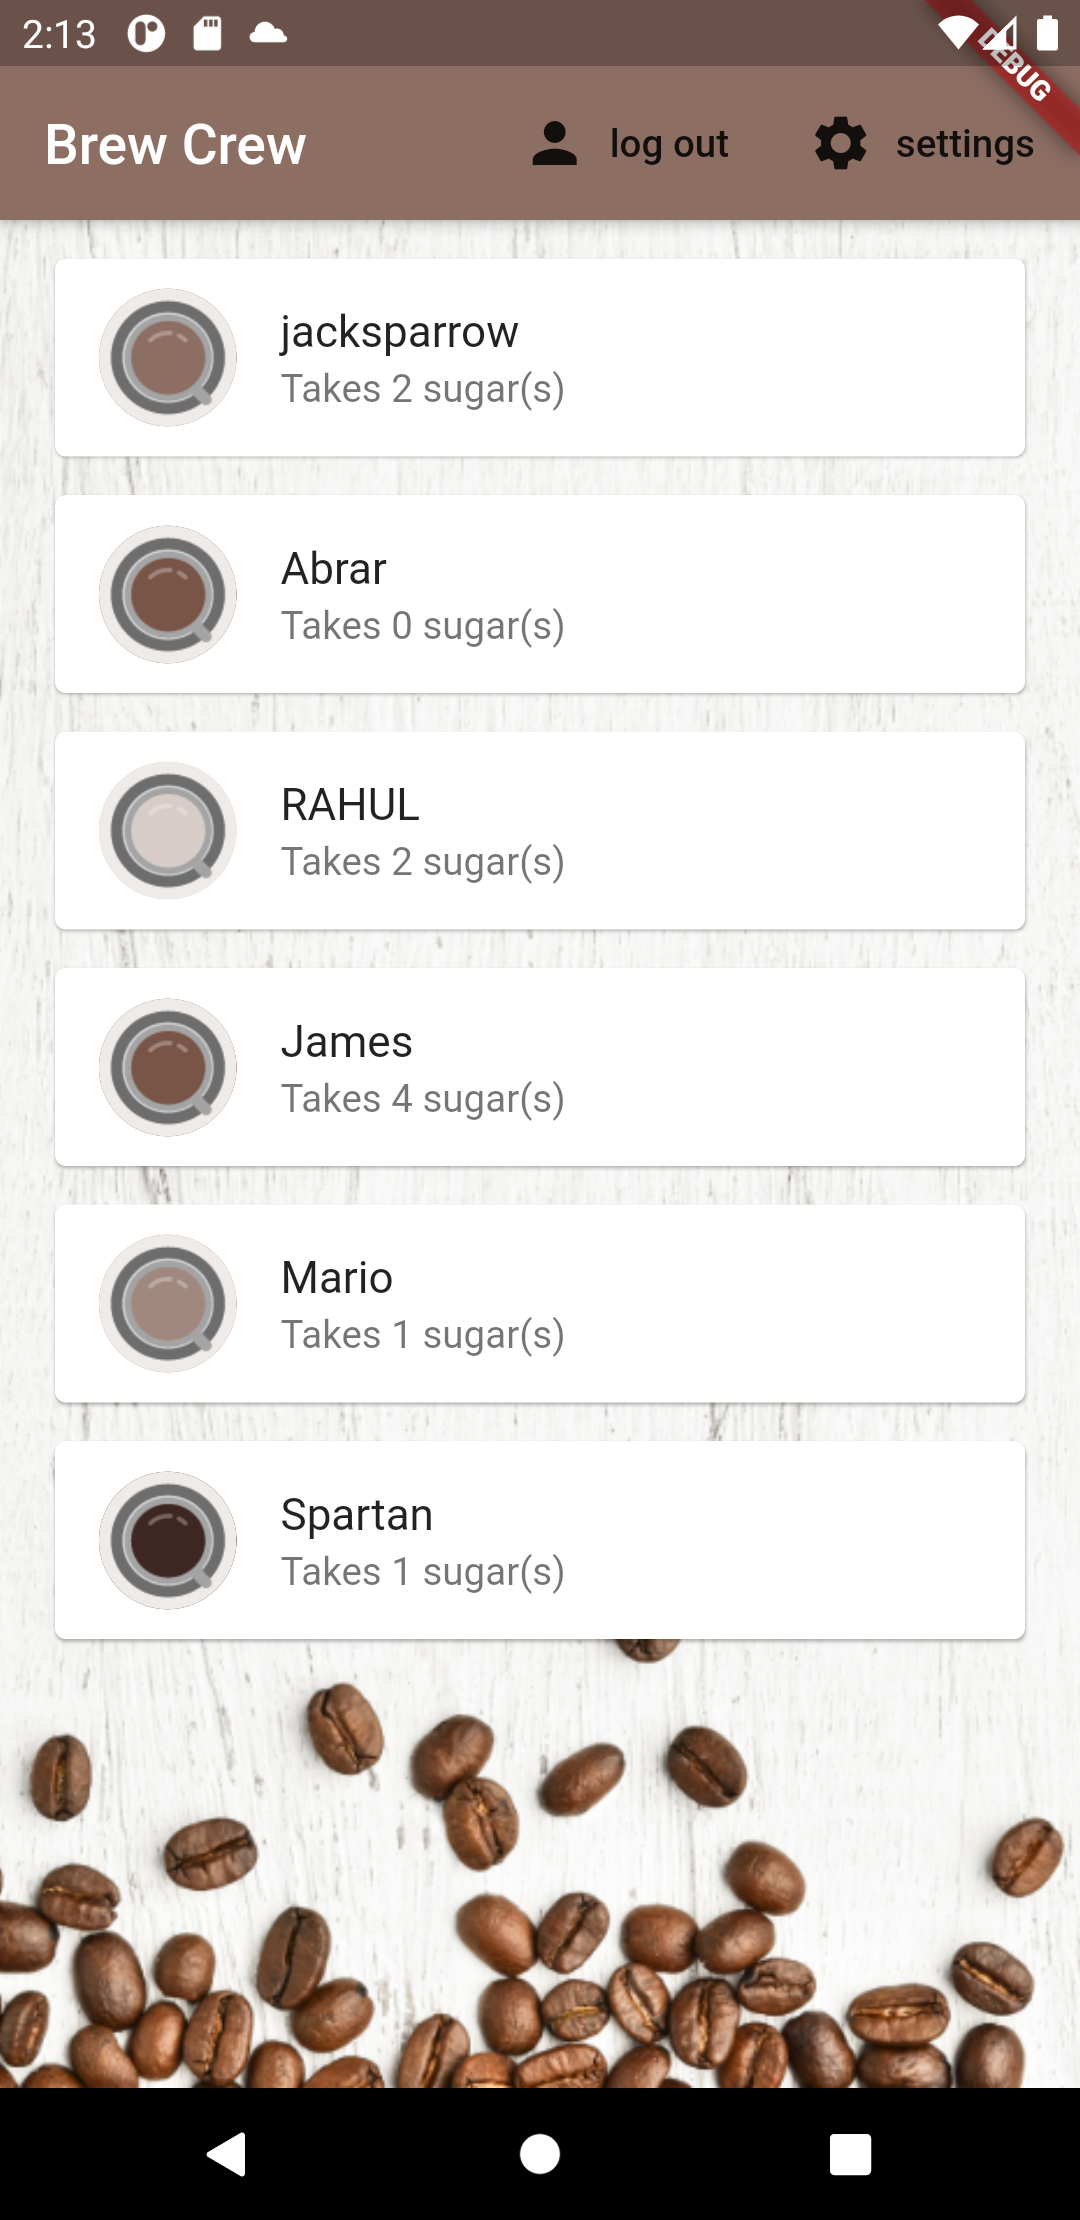 2:13
DEBUG
Brew Crew log out settings
jacksparrow
Takes 2 sugar(s)
Abrar
Takes 0 sugar(s)
RAHUL
Takes 2 sugar(s)
James
Takes 4 sugar(s)
Mario
Takes 1 sugar(s)
Spartan
Takes 1 sugar(s)